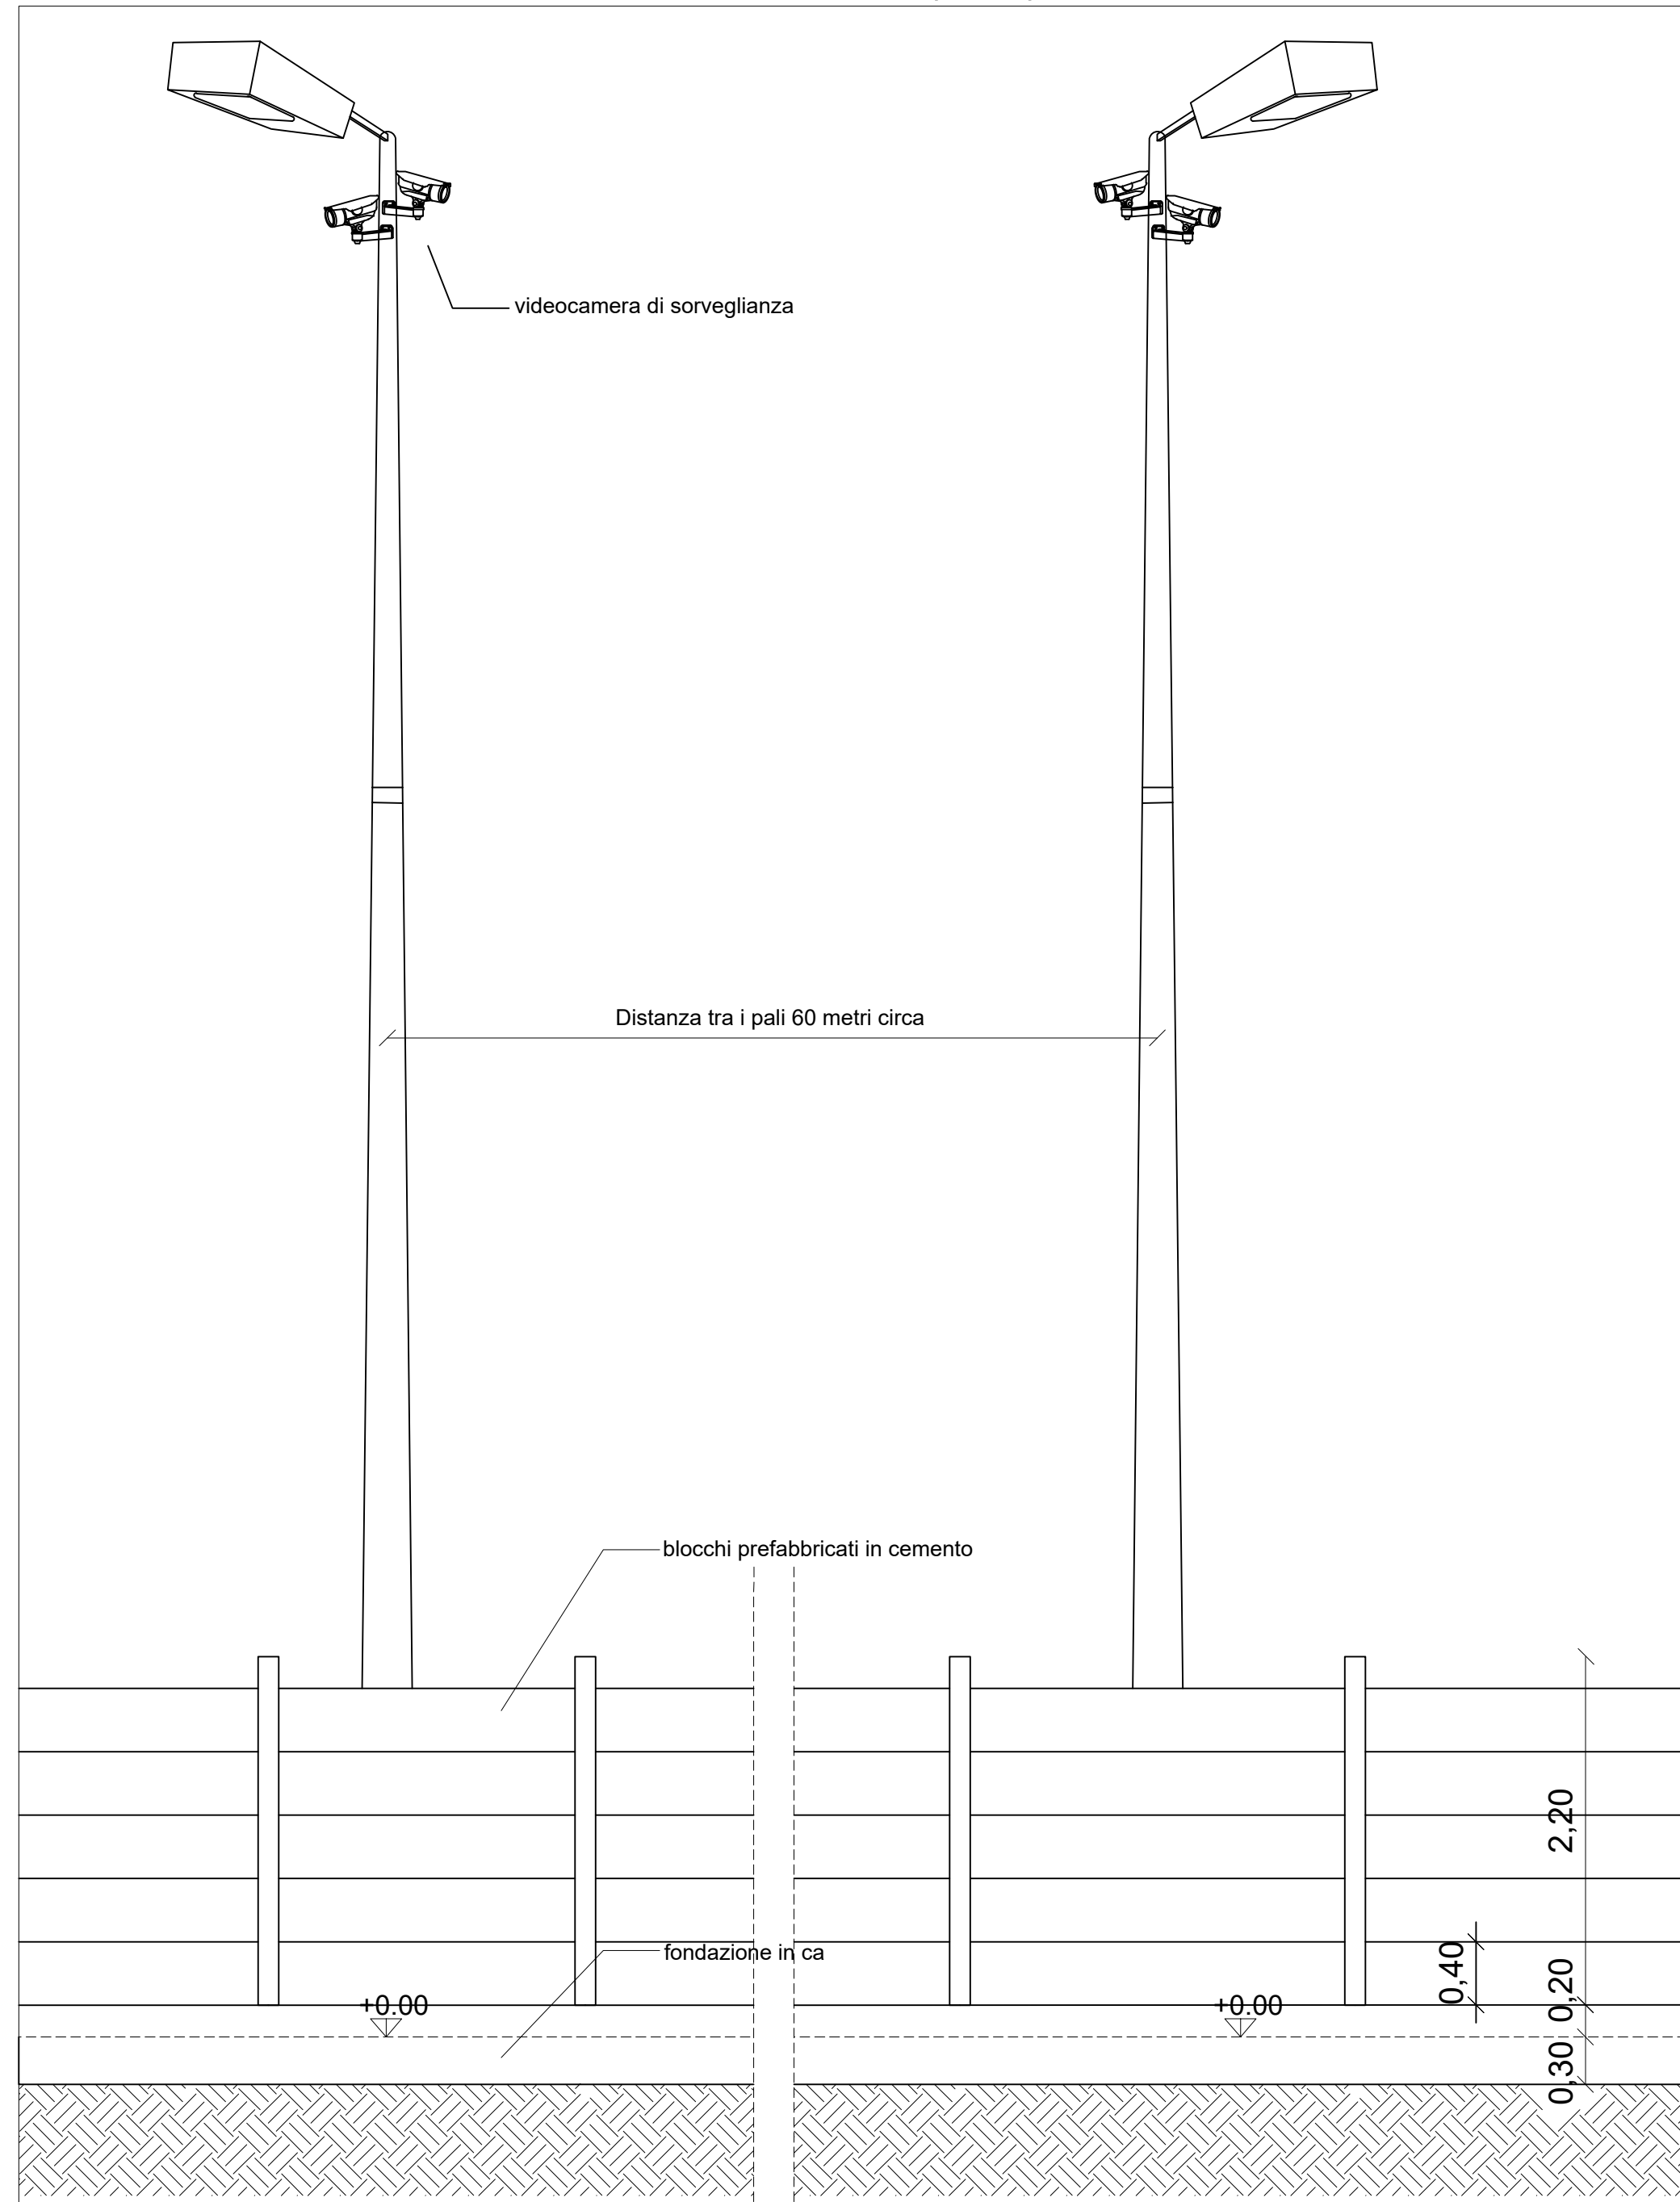 videocamera di sorveglianza
Distanza tra i pali 60 metri circa
blocchi prefabbricati in cemento
2,20
fondazione in ca
0,40
0,20
+0.00
+0.00
0,30